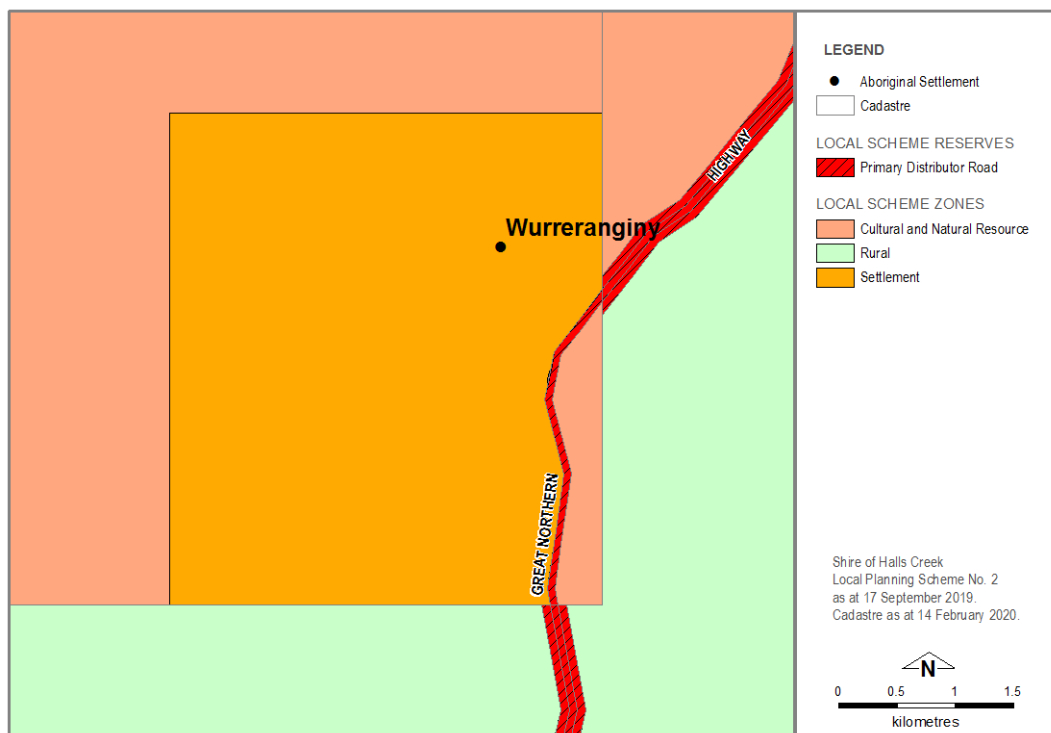 Wurreranginy
HIGHWAY
GREAT NORTHERN
LEGEND
Aboriginal Settlement
Cadastre
LOCAL SCHEME RESERVES
Primary Distributor Road
LOCAL SCHEME ZONES
Cultural and Natural Resource
Rural
Settlement
Shire of Halls Creek
Local Planning Scheme No. 2
as at 17 September 2019.
Cadastre as at 14 February 2020.
N
0 0.5 1 1.5
kilometres